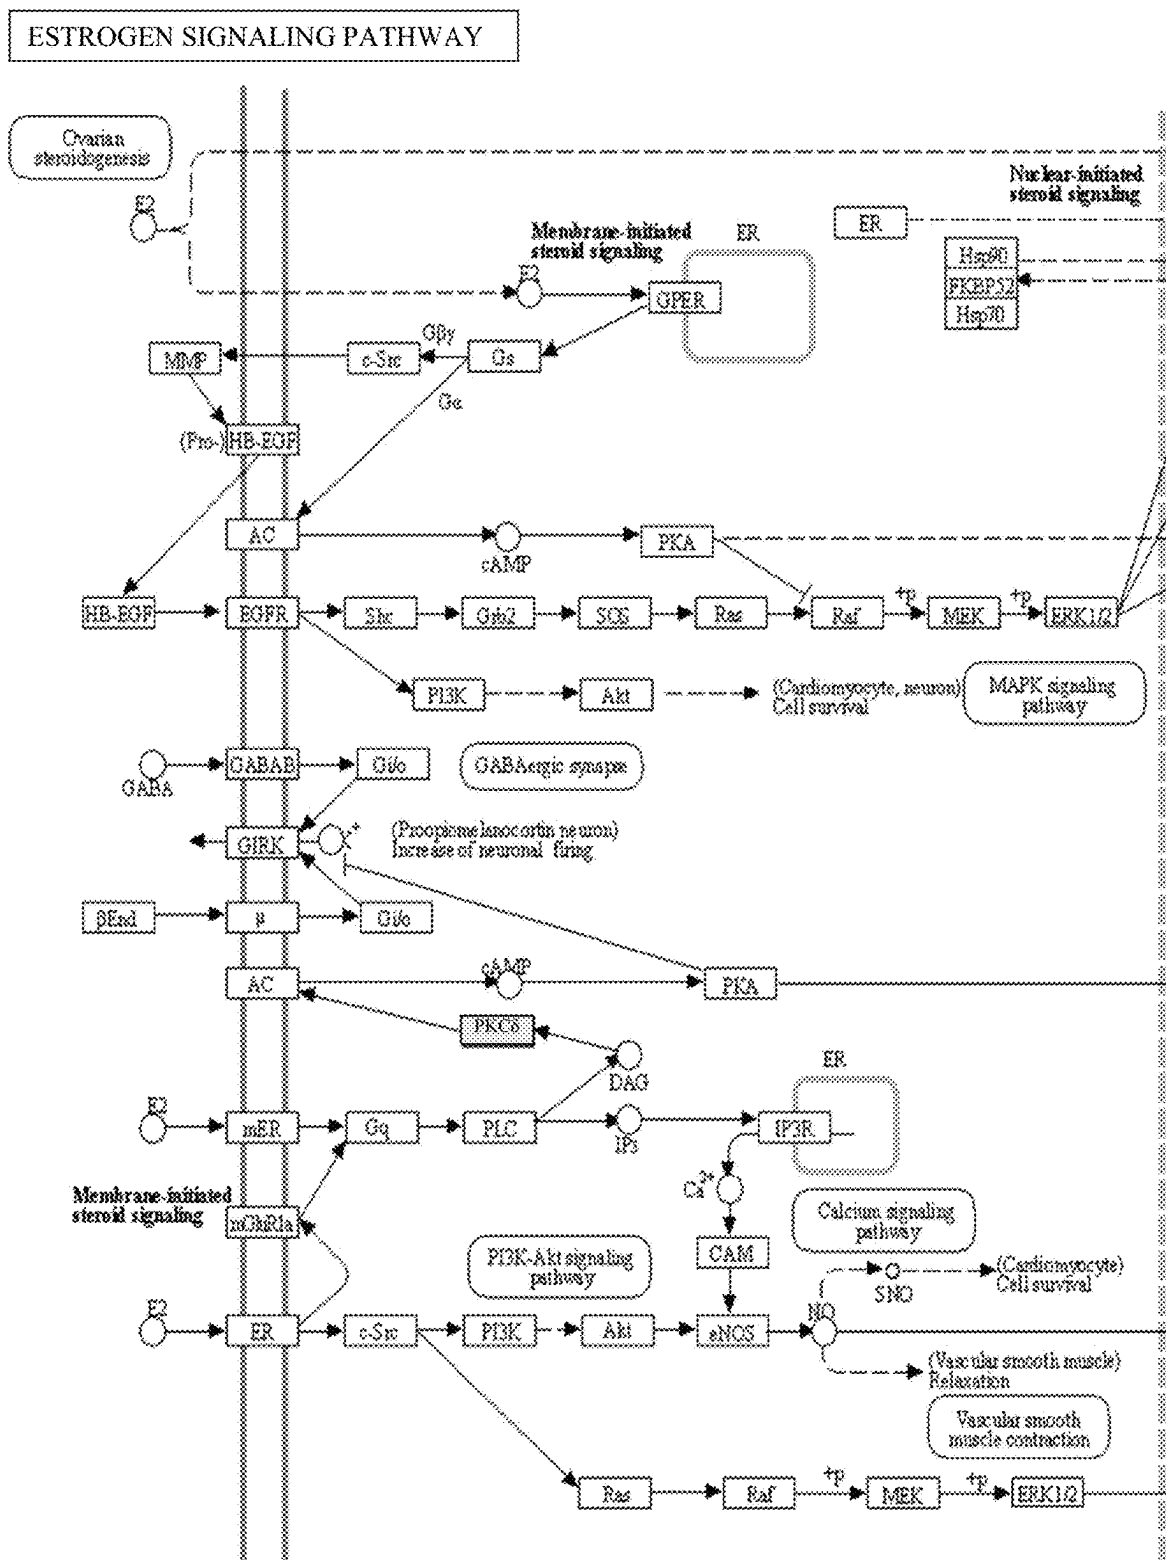 ESTROGEN SIGNALING PATHWAY
Ovarian
steroidogenesis
E2
Nuclear-initiated
steroid signaling
ER
Membrane-initiated
steroid signaling
ER
E2
GPER
Hsp90
FKBP52
Hsp70
MMP
c-Src
Gβγ
Gs
Gα
(Pro-)
HB-EGF
AC
cAMP
PKA
HB-EGF
EGFR
Shc
Grb2
SOS
Ras
Raf
+p
MEK
+p
ERK1/2
PI3K
Akt
(Cardiomyocyte, neuron)
Cell survival
MAPK signaling
pathway
GABA
GABAB
Gi/o
GABAergic synapse
GIRK
+
(Proopiomelanocortin neuron)
Increase of neuronal firing
βEnd
μ
Gi/o
AC
cAMP
PKA
PKCδ
DAG
ER
E2
mER
Gq
PLC
IP3
IP3R
Ca2+
Membrane-initiated
steroid signaling
mGluR1a
Calcium signaling
pathway
CAM
PI3K-Akt signaling
pathway
(Cardiomyocyte)
Cell survival
SNO
E2
ER
c-Src
PI3K
Akt
eNOS
NO
(Vascular smooth muscle)
Relaxation
Vascular smooth
muscle contraction
Ras
Raf
+p
MEK
+p
ERK1/2